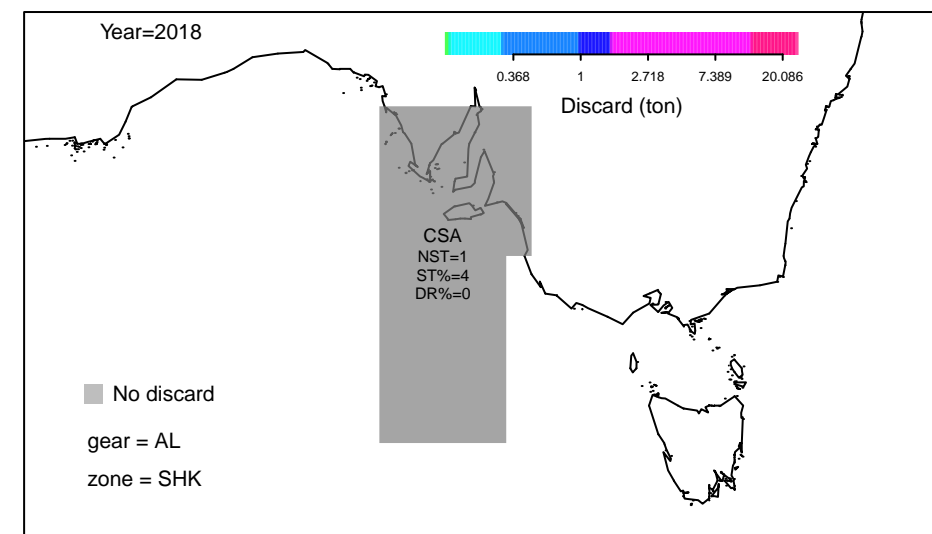 Year=2018
0.368 1 2.718 7.389 20.086
Discard (ton)
CSA
NST=1
ST%=4
DR%=0
No discard
gear = AL
zone = SHK